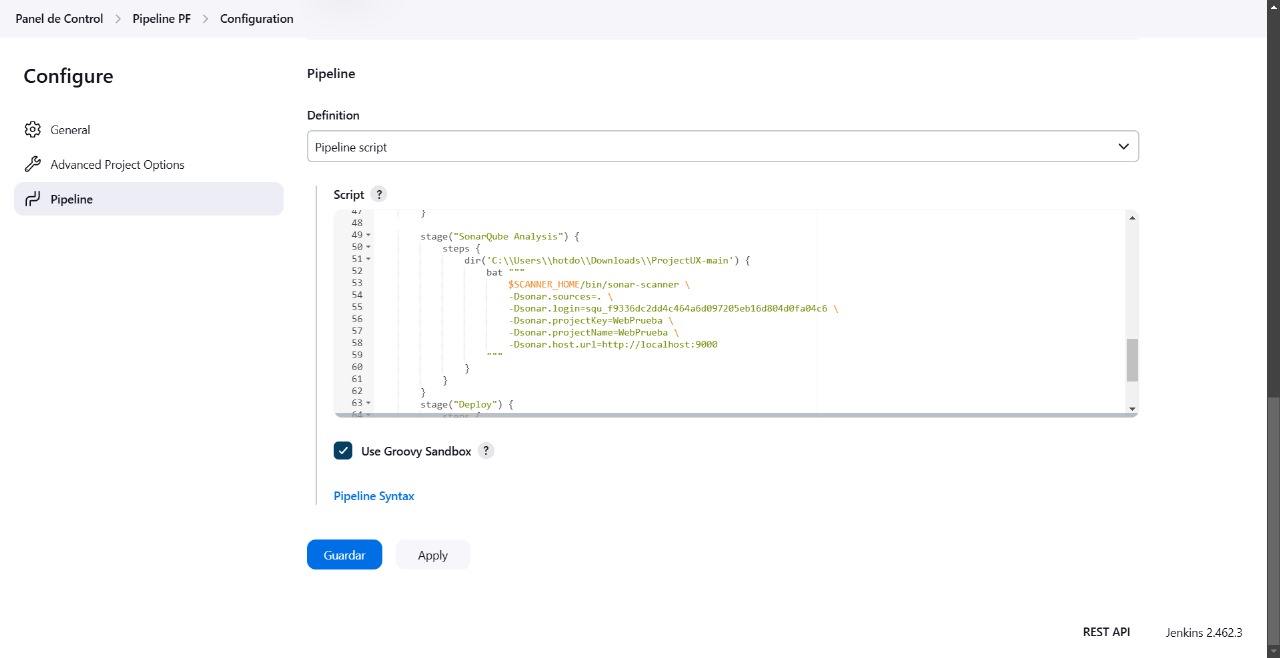 Panel de Control > Pipeline PF > Configuration
Configure
General
Advanced Project Options
Pipeline
Pipeline
Definition
Pipeline script
Script ?
47 }
48
49 stage("SonarQube Analysis") {
50 steps {
51 dir('C:\\Users\\hotdo\\Downloads\\ProjectUX-main') {
52 bat """
53 $SCANNER_HOME/bin/sonar-scanner \
54 -Dsonar.sources=. \
55 -Dsonar.login=squ_f9336dc2dd4c464a6d097205eb16d804d0fa04c6 \
56 -Dsonar.projectKey=WebPrueba \
57 -Dsonar.projectName=WebPrueba \
58 -Dsonar.host.url=http://localhost:9000
59 """
60 }
61 }
62 }
63 stage("Deploy") {
64 steps {
Use Groovy Sandbox ?
Pipeline Syntax
Guardar
Apply
REST API
Jenkins 2.462.3